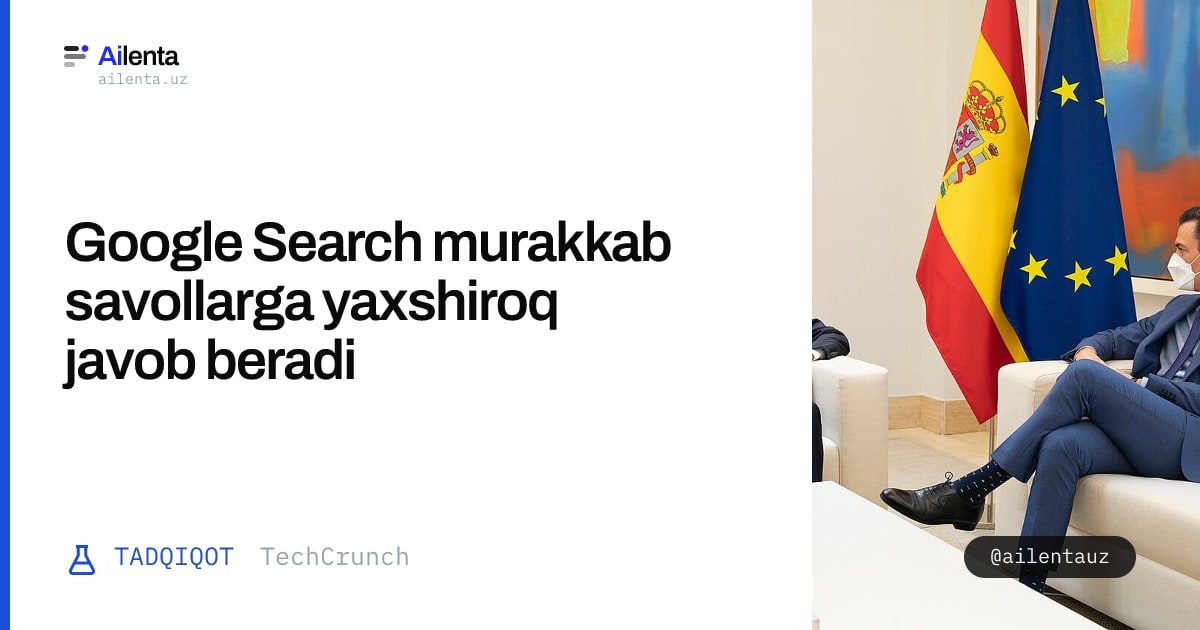 Ailenta
ailenta.uz
Google Search murakkab
savollarga yaxshiroq
javob beradi
TADQIQOT TechCrunch
@ailentauz